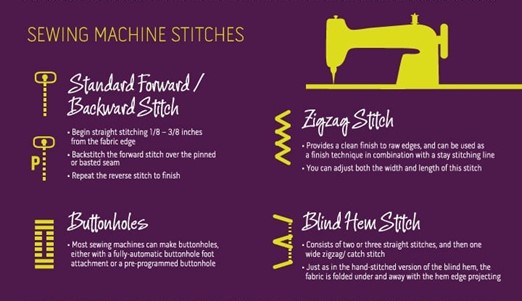 SEWING MACHINE STITCHES
Standard Forward /
Backward Stitch
• Begin straight stitching 1/8 – 3/8 inches
from the fabric edge
• Backstitch the forward stitch over the pinned
or basted seam
• Repeat the reverse stitch to finish
P
Zigzag Stitch
• Provides a clean finish to raw edges, and can be used as
a finish technique in combination with a stay stitching line
• You can adjust both the width and length of this stitch
Buttonholes
• Most sewing machines can make buttonholes,
either with a fully-automatic buttonhole foot
attachment or a pre-programmed buttonhole
Blind Hem Stitch
• Consists of two or three straight stitches, and then one
wide zigzag/ catch stitch
• Just as in the hand-stitched version of the blind hem, the
fabric is folded under and away with the hem edge projecting